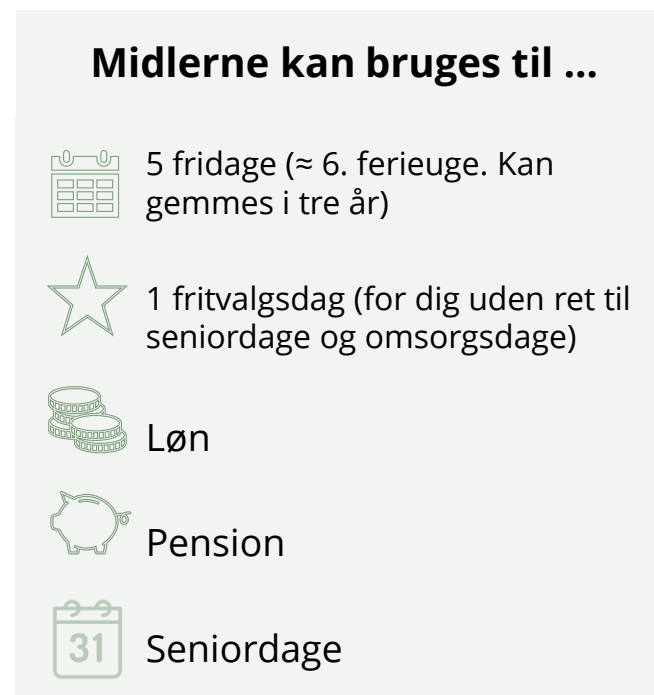 Midlerne kan bruges til ...
5 fridage (≈ 6. ferieuge. Kan
gemmes i tre år)
1 fritvalgsdag (for dig uden ret til
seniordage og omsorgsdage)
Løn
Pension
31
Seniordage